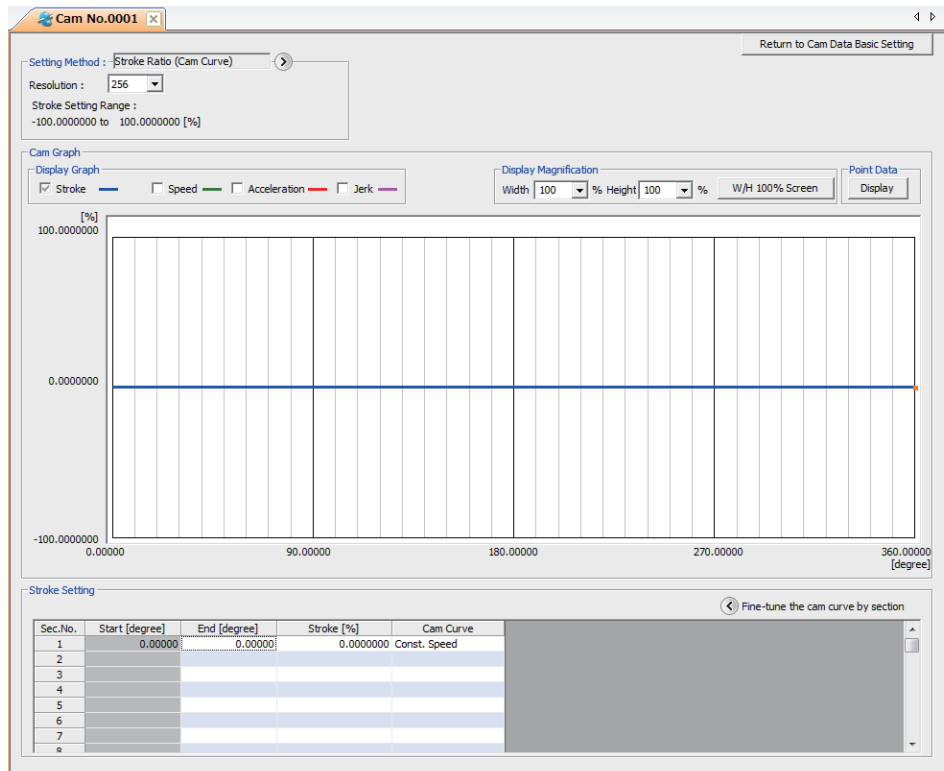 Cam No.0001
Return to Cam Data Basic Setting
Setting Method : Stroke Ratio (Cam Curve)
Resolution : 256
Stroke Setting Range :
-100.0000000 to 100.0000000 [%]
Cam Graph
Display Graph
Stroke Speed Acceleration Jerk
Display Magnification
Width 100 % Height 100 % W/H 100% Screen
Point Data
Display
[%]
100.0000000
0.0000000
-100.0000000
0.00000 90.00000 180.00000 270.00000 360.00000
[degree]
Stroke Setting
Fine-tune the cam curve by section
Sec.No. Start [degree] End [degree] Stroke [%] Cam Curve
1 0.00000 0.00000 0.0000000 Const. Speed
2
3
4
5
6
7
8